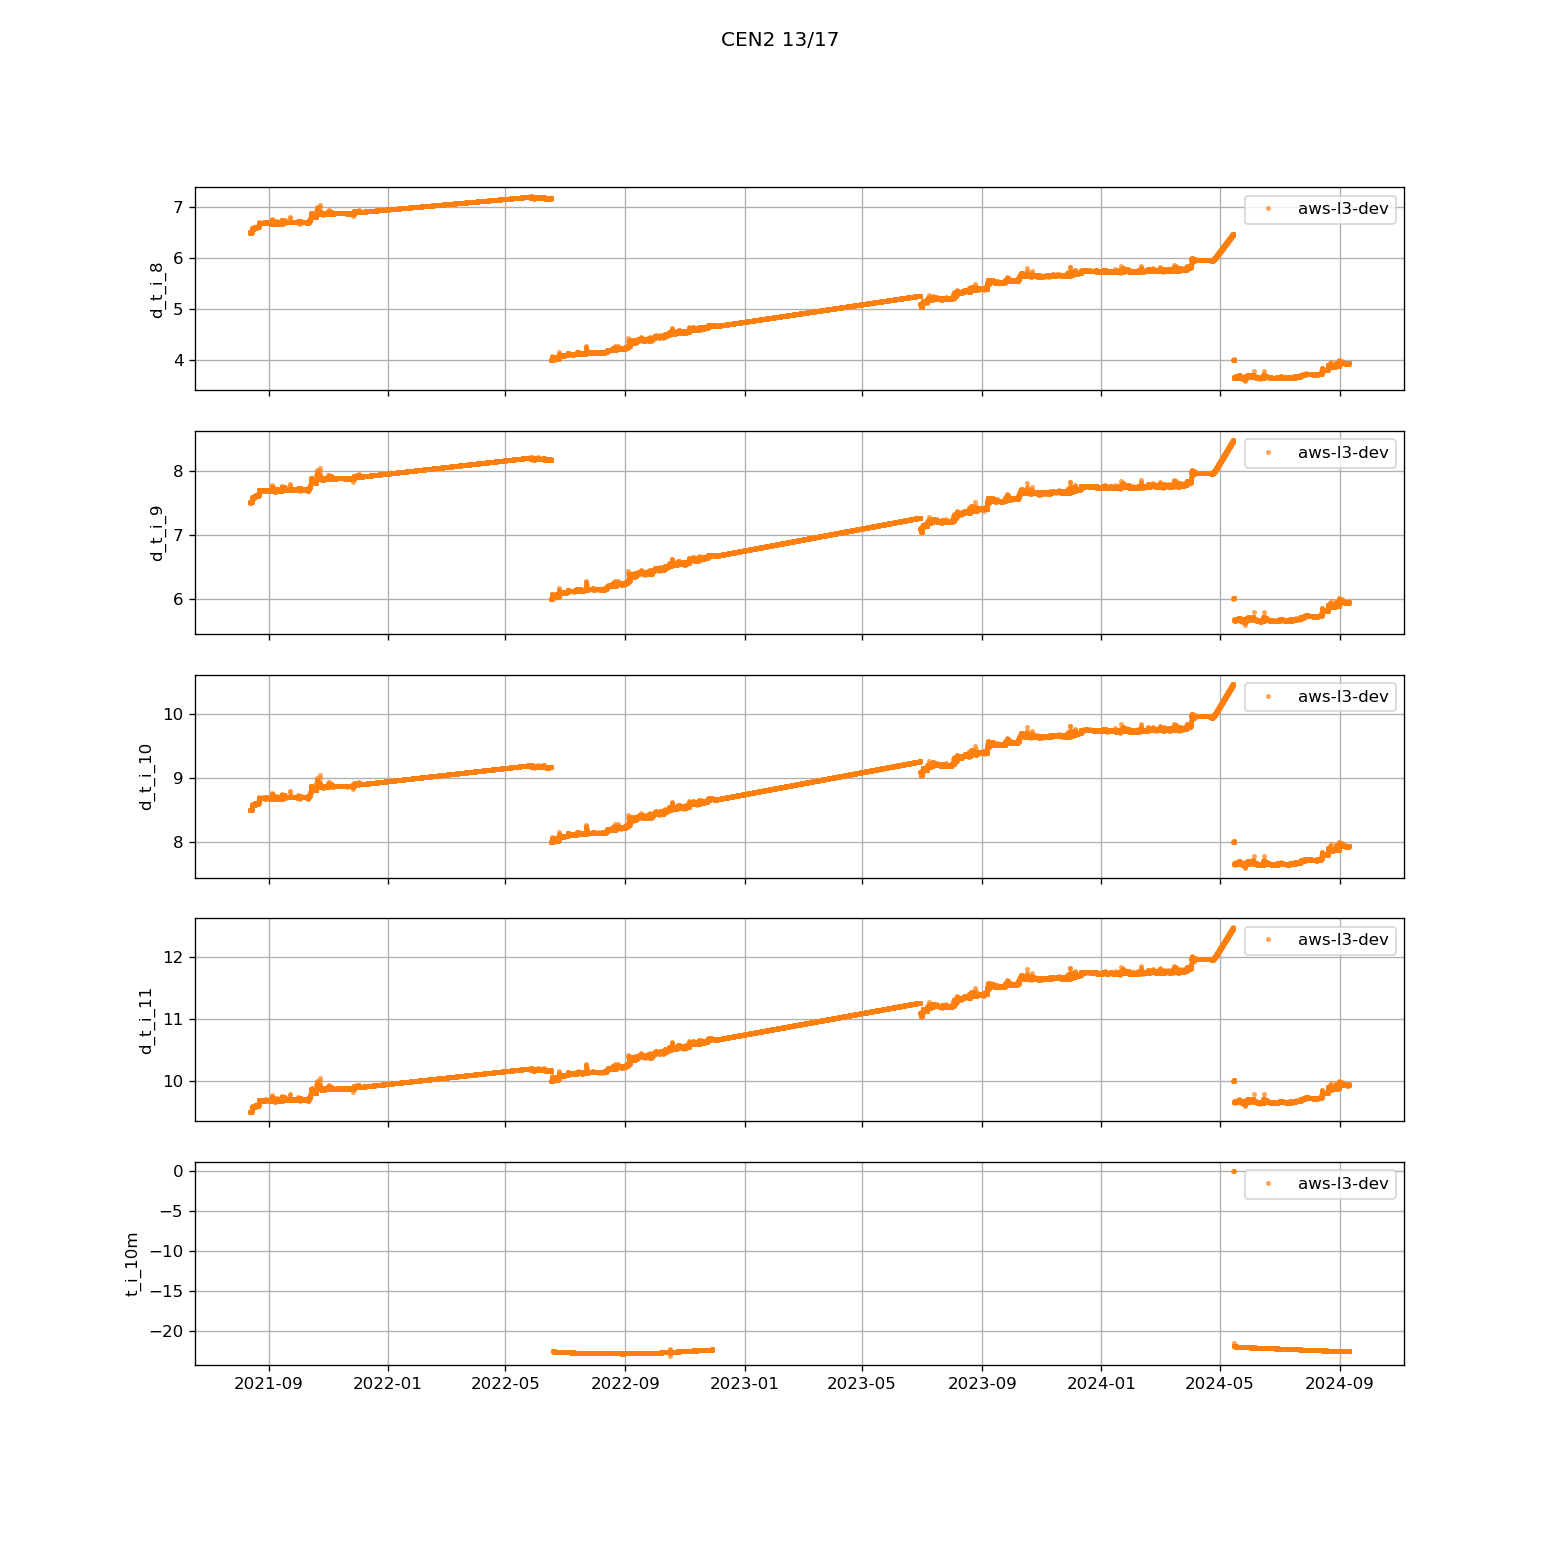 CEN2 13/17
7
6
5
4
d_t_i_8
aws-l3-dev
8
7
6
d_t_i_9
aws-l3-dev
10
9
8
d_t_i_10
aws-l3-dev
12
11
10
d_t_i_11
aws-l3-dev
0
−5
−10
−15
−20
t_i_10m
aws-l3-dev
2021-09 2022-01 2022-05 2022-09 2023-01 2023-05 2023-09 2024-01 2024-05 2024-09